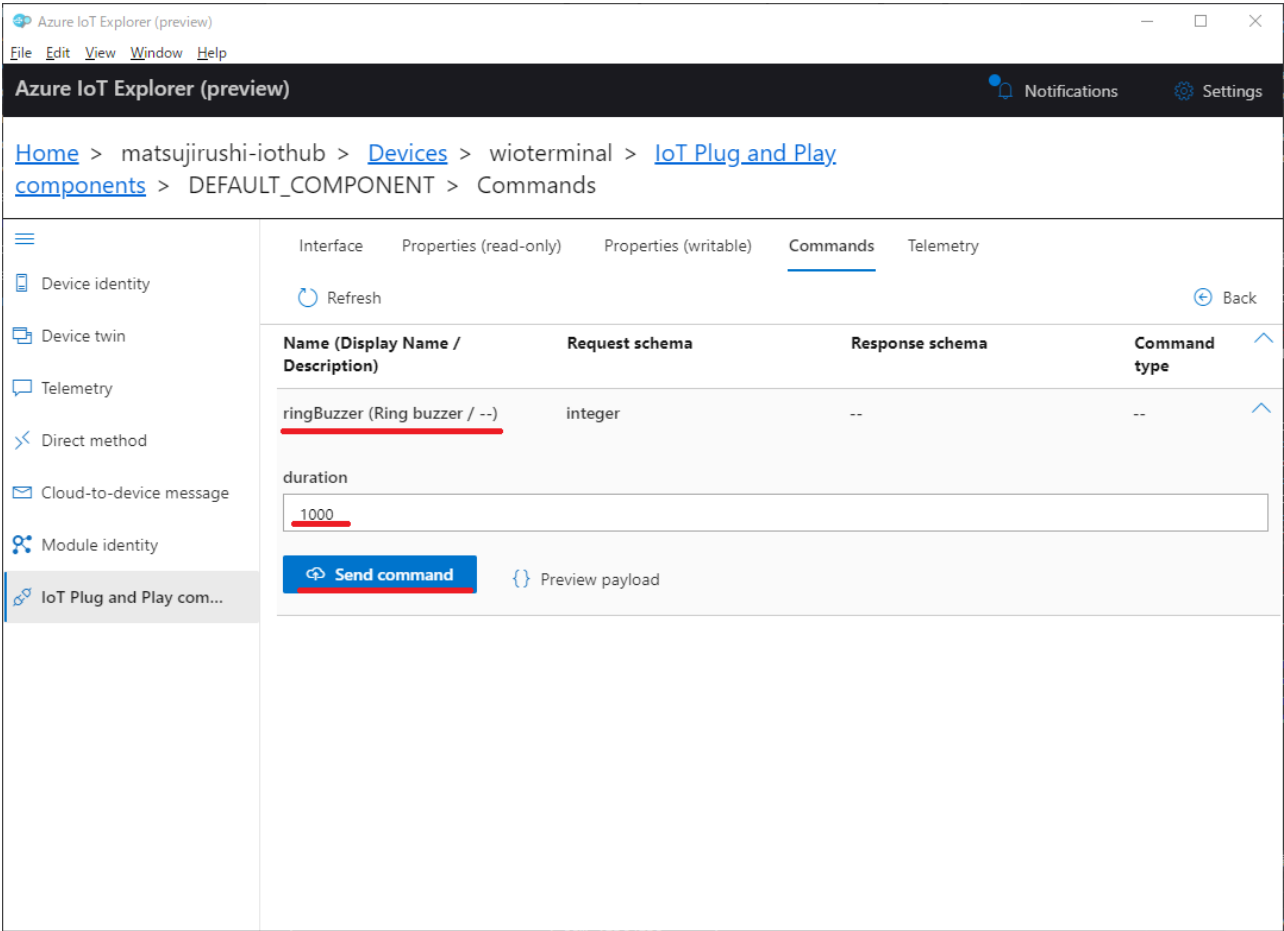 Azure IoT Explorer (preview)
File Edit View Window Help
Azure IoT Explorer (preview) Notifications Settings
Home > matsujirushi-iothub > Devices > wioterminal > IoT Plug and Play
components > DEFAULT_COMPONENT > Commands
Interface Properties (read-only) Properties (writable) Commands Telemetry
Device identity
Refresh Back
Device twin
Name (Display Name / Request schema Response schema Command
Description) type
Telemetry
ringBuzzer (Ring buzzer / --) integer -- --
Direct method
duration
Cloud-to-device message
1000
Module identity
Send command {} Preview payload
IoT Plug and Play com...